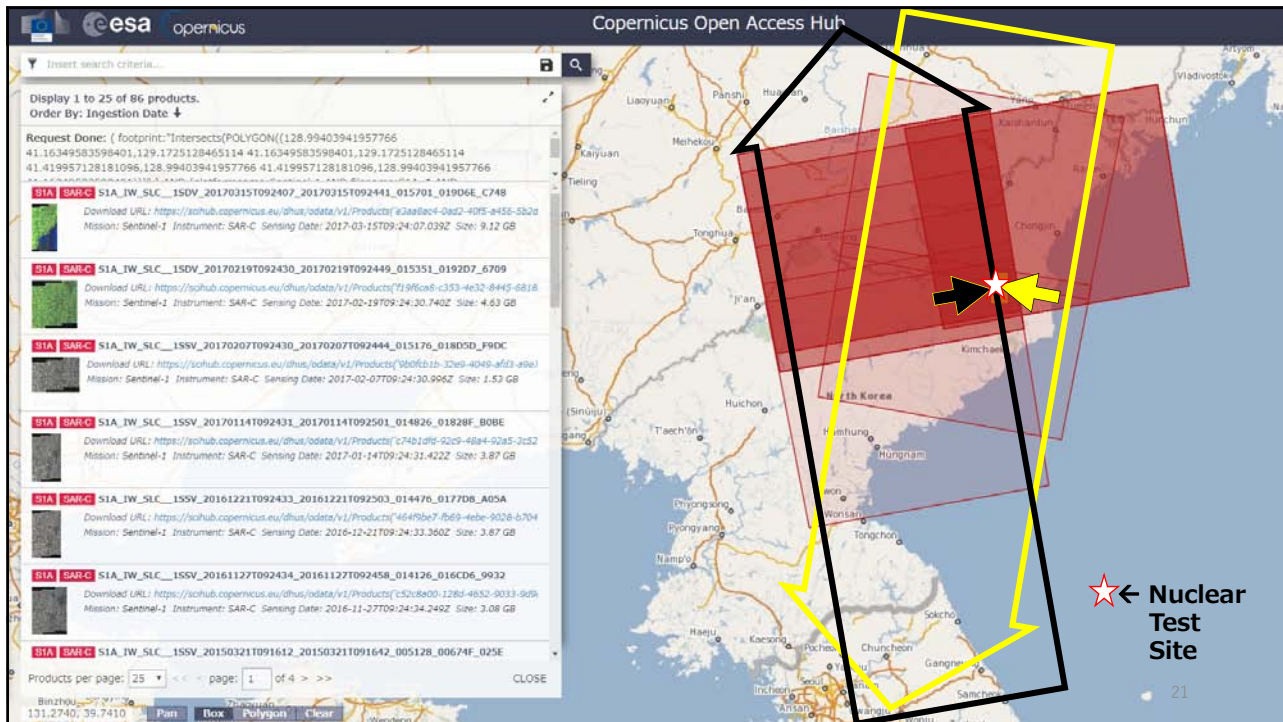 esa opernicus
Copernicus Open Access Hub
Insert search criteria...
Display 1 to 25 of 86 products.
Order By: Ingestion Date
Request Done: ( footprint:"Intersects(POLYGON((128.99403941957766
41.16349583598401,129.1725128465114 41.16349583598401,129.1725128465114
41.419957128181096,128.99403941957766 41.419957128181096,128.99403941957766
S1A SAR-C S1A_IW_SLC__1SDV_20170315T092407_20170315T092441_015701_019D6E_C748
Download URL: https://scihub.copernicus.eu/dhus/odata/v1/Products('a3aa8ac4-0ad2-40f5-a456-5b2d
Mission: Sentinel-1 Instrument: SAR-C Sensing Date: 2017-03-15T09:24:07.039Z Size: 9.12 GB
S1A SAR-C S1A_IW_SLC__1SDV_20170219T092430_20170219T092449_015351_0192D7_6709
Download URL: https://scihub.copernicus.eu/dhus/odata/v1/Products('f19f6ca8-c353-4e32-8445-6818
Mission: Sentinel-1 Instrument: SAR-C Sensing Date: 2017-02-19T09:24:30.740Z Size: 4.63 GB
S1A SAR-C S1A_IW_SLC__1SSV_20170207T092430_20170207T092444_015176_018D5D_F9DC
Download URL: https://scihub.copernicus.eu/dhus/odata/v1/Products('9b0fcb1b-32e9-4049-afd3-a9e
Mission: Sentinel-1 Instrument: SAR-C Sensing Date: 2017-02-07T09:24:30.996Z Size: 1.53 GB
S1A SAR-C S1A_IW_SLC__1SSV_20170114T092431_20170114T092501_014826_01828F_B0BE
Download URL: https://scihub.copernicus.eu/dhus/odata/v1/Products('c74b1dfd-92c9-48a4-92a5-3c52
Mission: Sentinel-1 Instrument: SAR-C Sensing Date: 2017-01-14T09:24:31.422Z Size: 3.87 GB
S1A SAR-C S1A_IW_SLC__1SSV_20161221T092433_20161221T092503_014476_0177D8_A05A
Download URL: https://scihub.copernicus.eu/dhus/odata/v1/Products('464f9be7-fb69-4ebe-9028-b704
Mission: Sentinel-1 Instrument: SAR-C Sensing Date: 2016-12-21T09:24:33.360Z Size: 3.87 GB
S1A SAR-C S1A_IW_SLC__1SSV_20161127T092434_20161127T092458_014126_016CD6_9932
Download URL: https://scihub.copernicus.eu/dhus/odata/v1/Products('c52c8a00-128d-4652-9033-9d9
Mission: Sentinel-1 Instrument: SAR-C Sensing Date: 2016-11-27T09:24:34.249Z Size: 3.08 GB
S1A SAR-C S1A_IW_SLC__1SSV_20150321T091612_20150321T091642_005128_00674F_025E
Products per page: 25 << < page: 1 of 4 > >> CLOSE
131.2740, 39.7410 Pan Box Polygon Clear
Binzhou
Artyom
Vladivostok
Liaoyuan
Panshi
Meihekou
Kaiyuan
Tieling
Tonghua
Ji'an
Hunchun
Chongjin
Kimchaek
North Korea
Huichon
(Sinŭiju)
T'aech'ŏn
Hamhung
Hungnam
Pyongsong
Pyongyang
Wonsan
Tongchon
Namp'o
Sokcho
Haeju
Kaesong
Pocheon
Chuncheon
Gangneung
Seoul
Incheon
Samcheok
Ansan
Wonju
← Nuclear
Test
Site
21